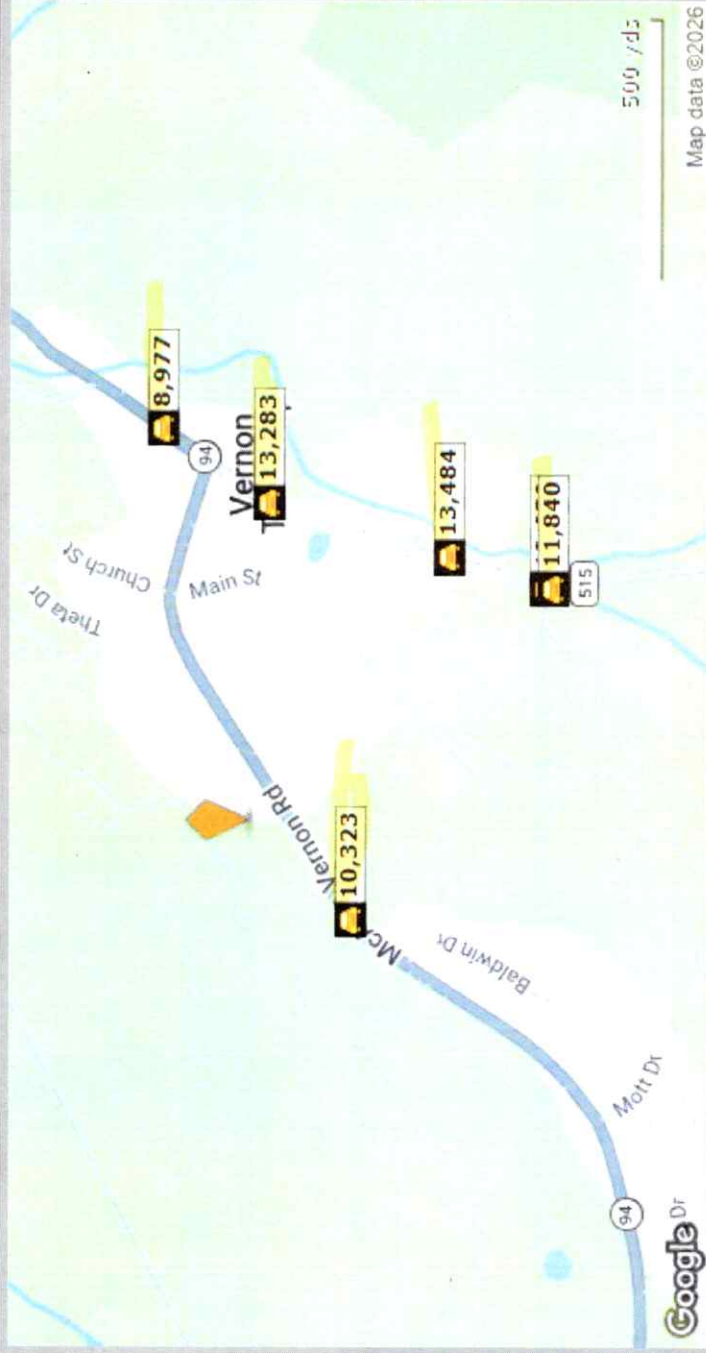 8,977
94
Vernon
13,283
Church St
Theta Dr
Main St
13,484
11,840
515
Vernon Rd
10,323
Baldwin Dr
Mott Dr
94
Dr
Google
500 yds
Map data ©2026